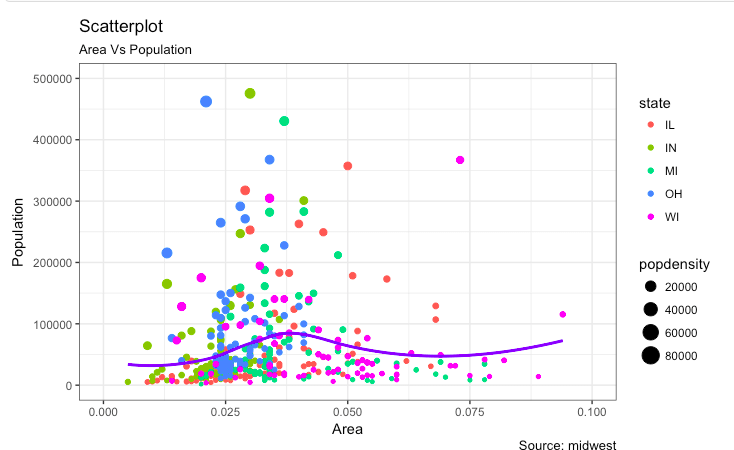 Scatterplot
Area Vs Population
500000
400000
300000
200000
100000
0
Population
0.000 0.025 0.050 0.075 0.100
Area
Source: midwest
state
IL
IN
MI
OH
WI
popdensity
20000
40000
60000
80000